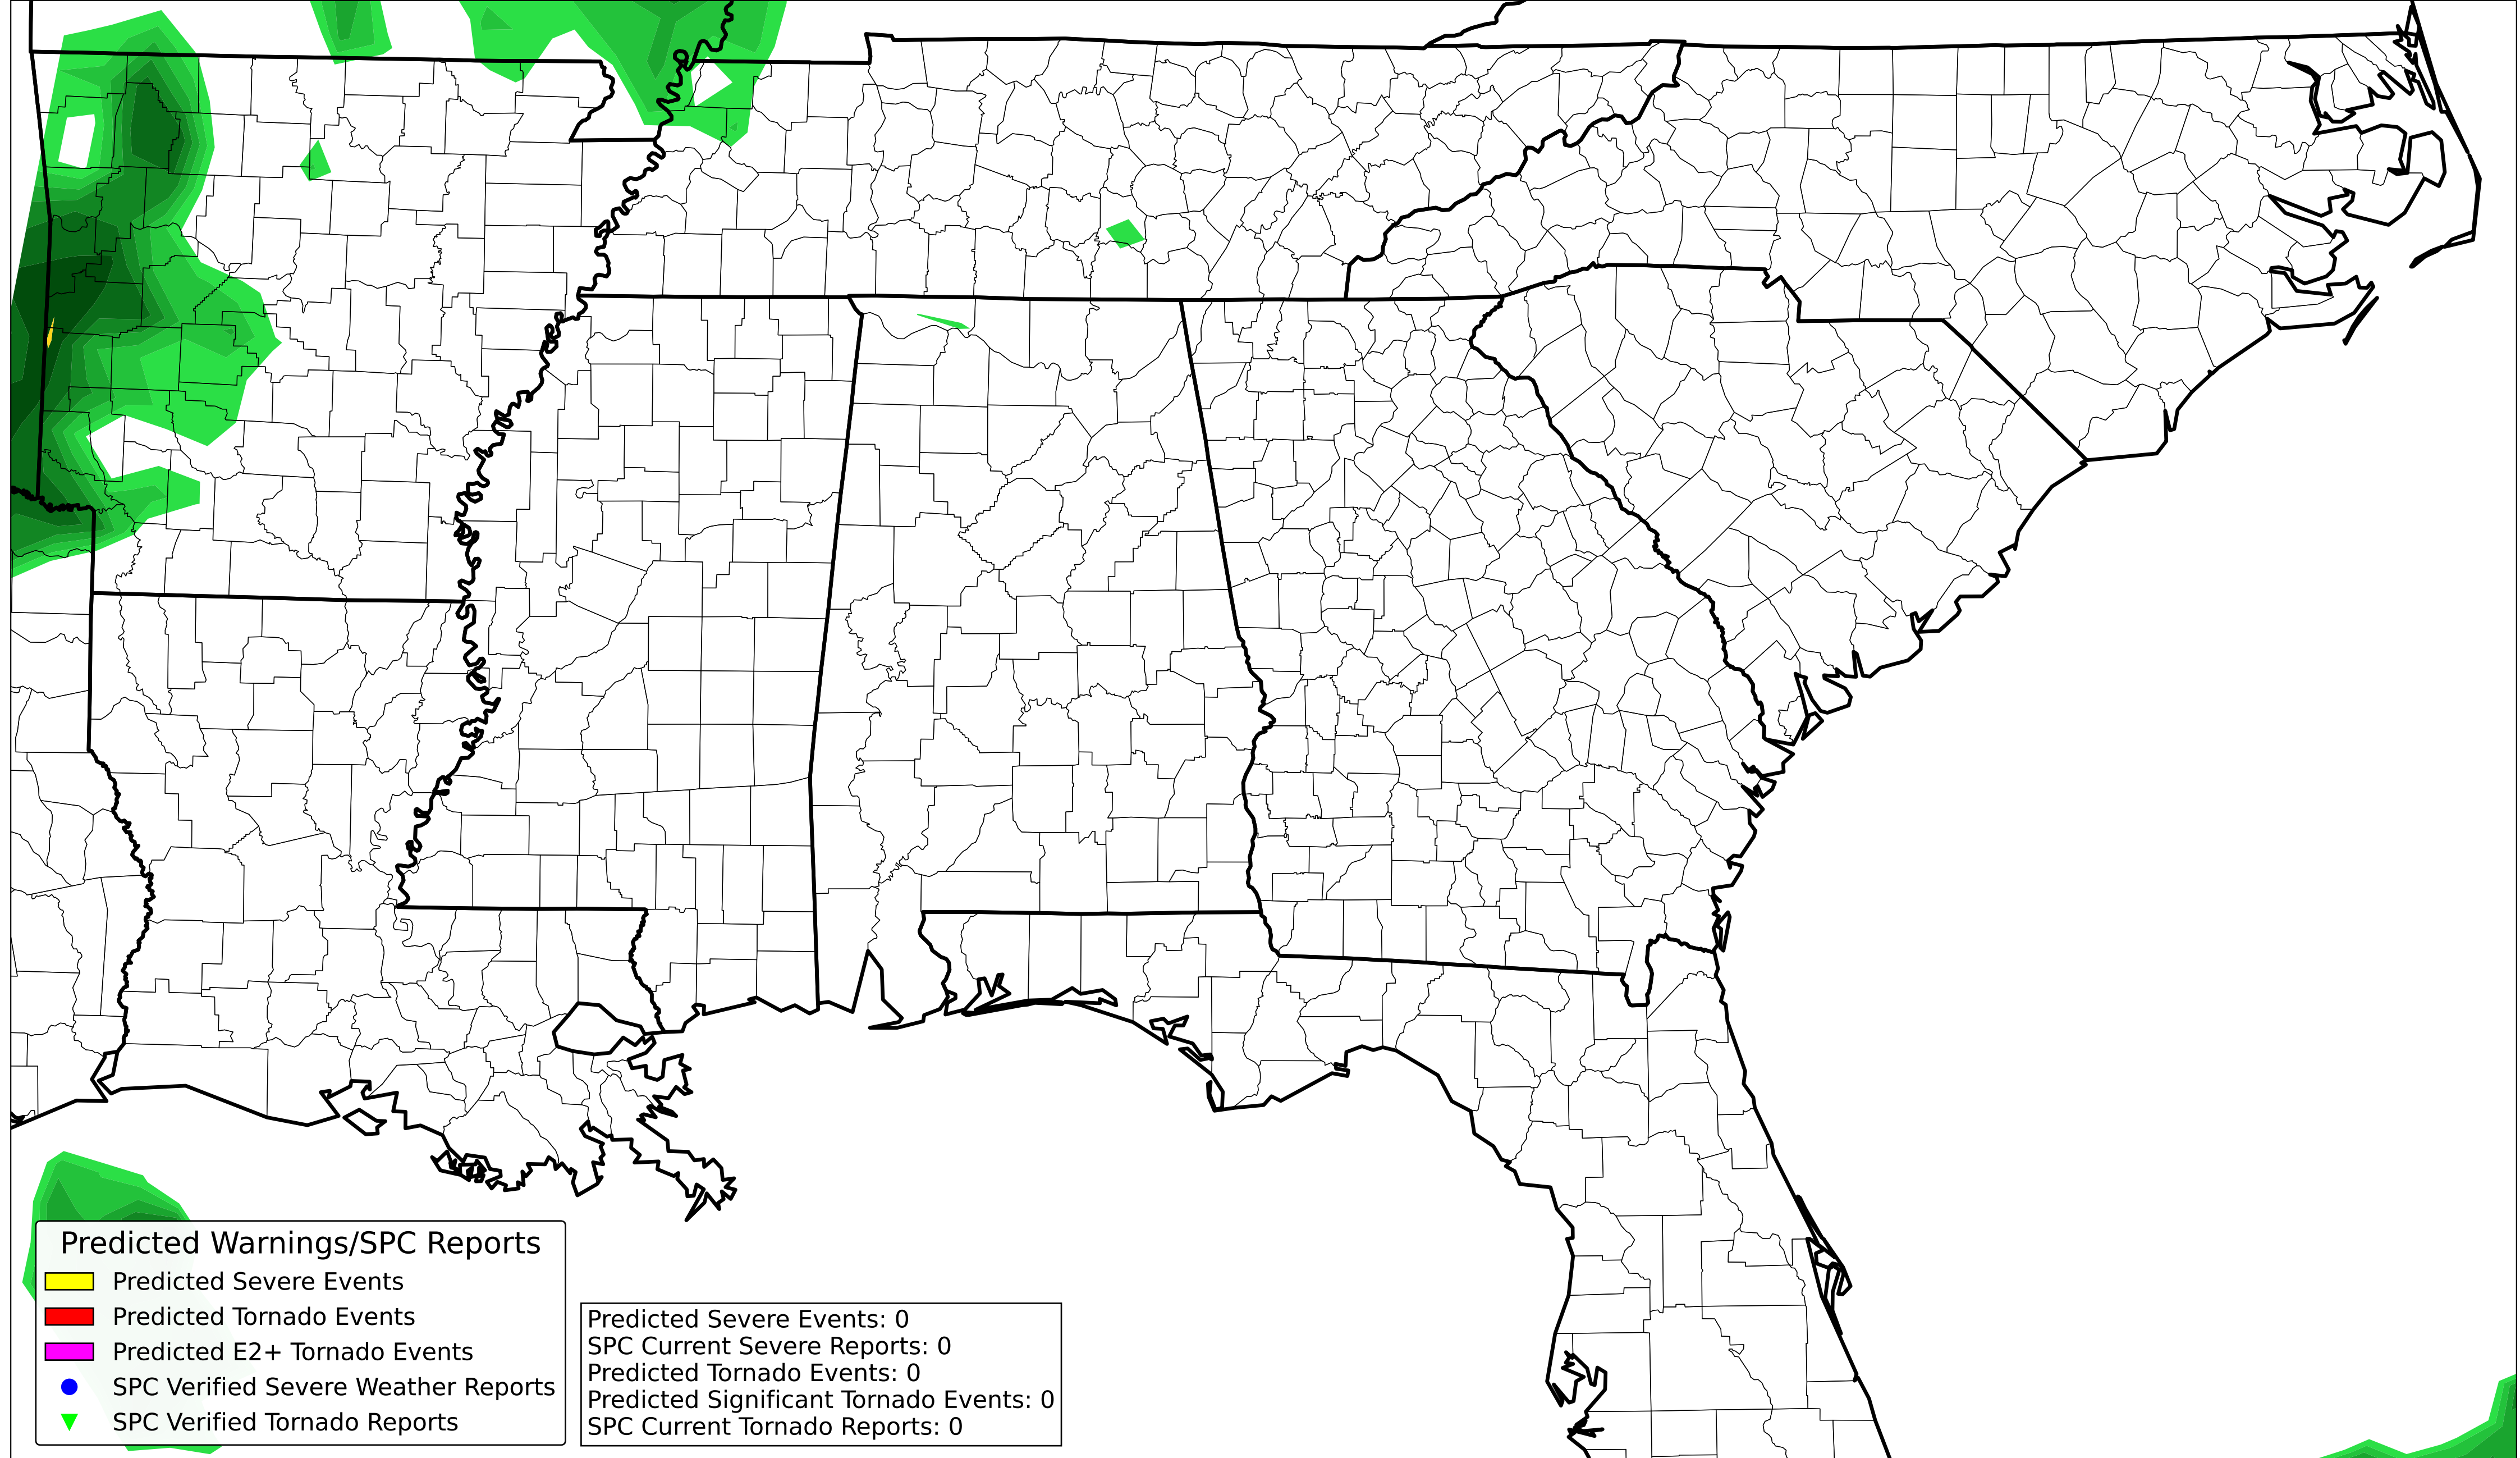 Predicted Warnings/SPC Reports
Predicted Severe Events
Predicted Tornado Events
Predicted E2+ Tornado Events
SPC Verified Severe Weather Reports
SPC Verified Tornado Reports
Predicted Severe Events: 0
SPC Current Severe Reports: 0
Predicted Tornado Events: 0
Predicted Significant Tornado Events: 0
SPC Current Tornado Reports: 0